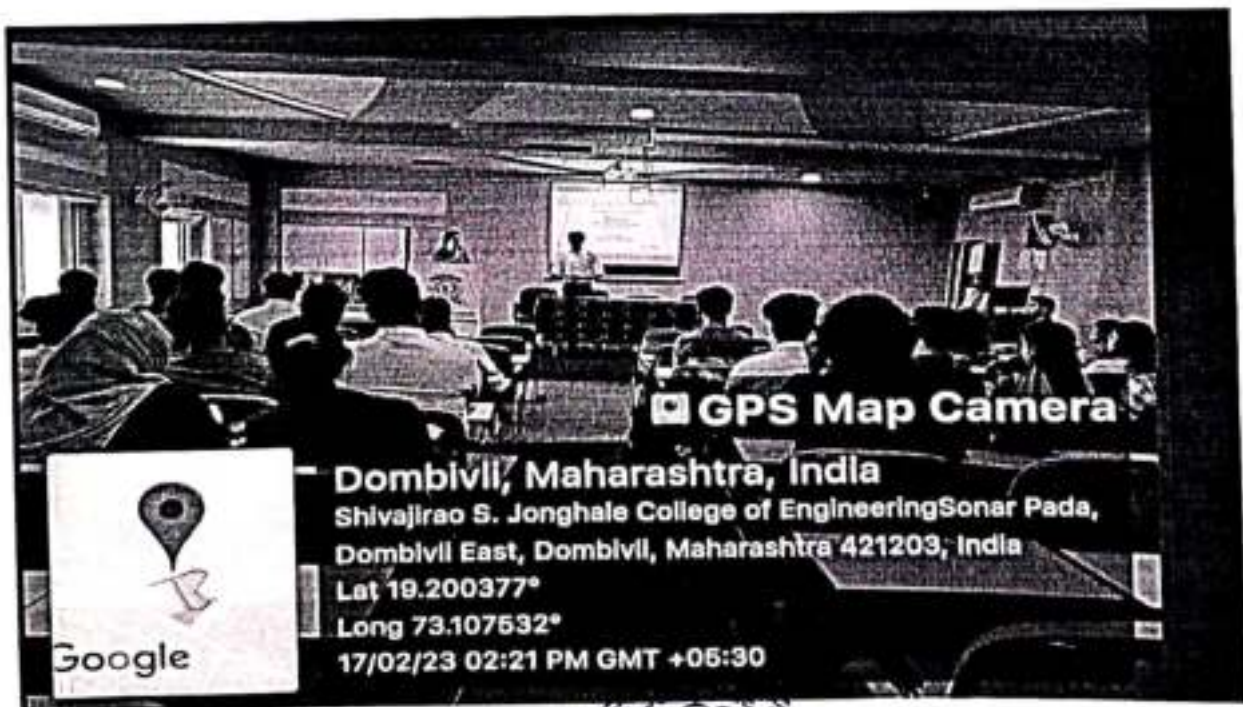 GPS Map Camera
Dombivli, Maharashtra, India
Shivajirao S. Jonghale College of EngineeringSonar Pada,
Dombivli East, Dombivli, Maharashtra 421203, India
Lat 19.200377°
Long 73.107532°
17/02/23 02:21 PM GMT +05:30
Google